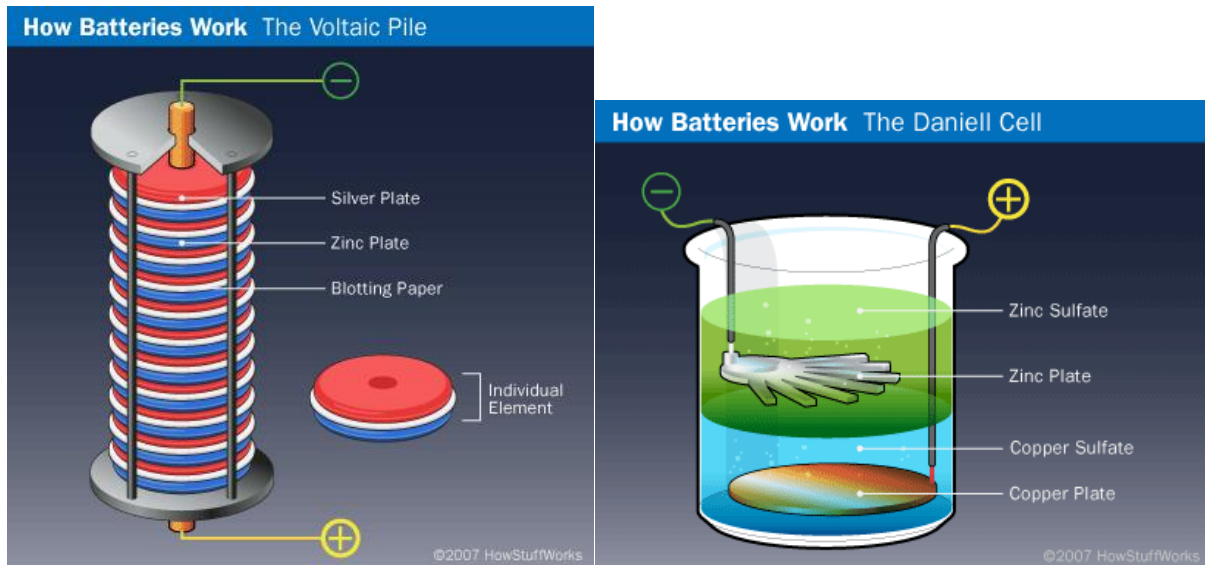 How Batteries Work The Voltaic Pile
−
Silver Plate
Zinc Plate
Blotting Paper
Individual
Element
+
©2007 HowStuffWorks
How Batteries Work The Daniell Cell
−
+
Zinc Sulfate
Zinc Plate
Copper Sulfate
Copper Plate
©2007 HowStuffWorks